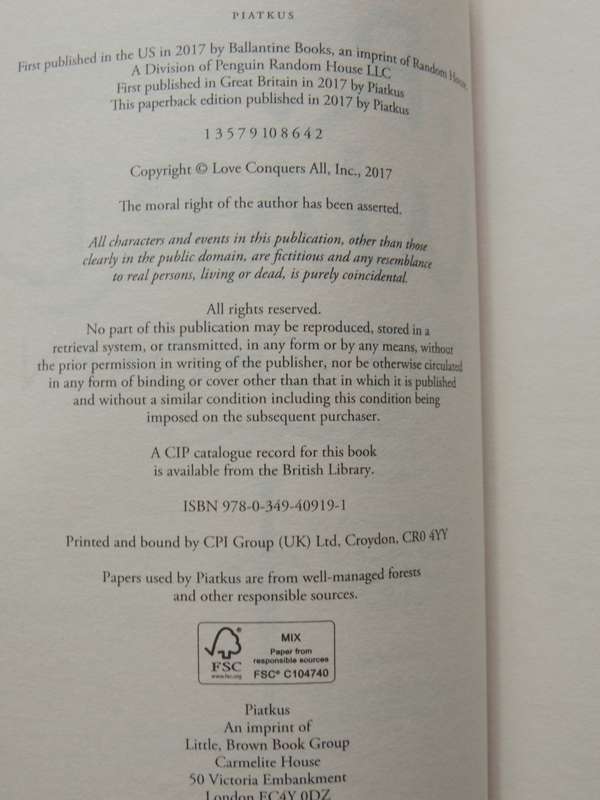 PIATKUS
First published in the US in 2017 by Ballantine Books, an imprint of Random House,
A Division of Penguin Random House LLC
First published in Great Britain in 2017 by Piatkus
This paperback edition published in 2017 by Piatkus
1 3 5 7 9 10 8 6 4 2
Copyright © Love Conquers All, Inc., 2017
The moral right of the author has been asserted.
All characters and events in this publication, other than those
clearly in the public domain, are fictitious and any resemblance
to real persons, living or dead, is purely coincidental.
All rights reserved.
No part of this publication may be reproduced, stored in a
retrieval system, or transmitted, in any form or by any means, without
the prior permission in writing of the publisher, nor be otherwise circulated
in any form of binding or cover other than that in which it is published
and without a similar condition including this condition being
imposed on the subsequent purchaser.
A CIP catalogue record for this book
is available from the British Library.
ISBN 978-0-349-40919-1
Printed and bound by CPI Group (UK) Ltd, Croydon, CR0 4YY
Papers used by Piatkus are from well-managed forests
and other responsible sources.
FSC
www.fsc.org
MIX
Paper from
responsible sources
FSC® C104740
Piatkus
An imprint of
Little, Brown Book Group
Carmelite House
50 Victoria Embankment
London EC4Y 0DZ